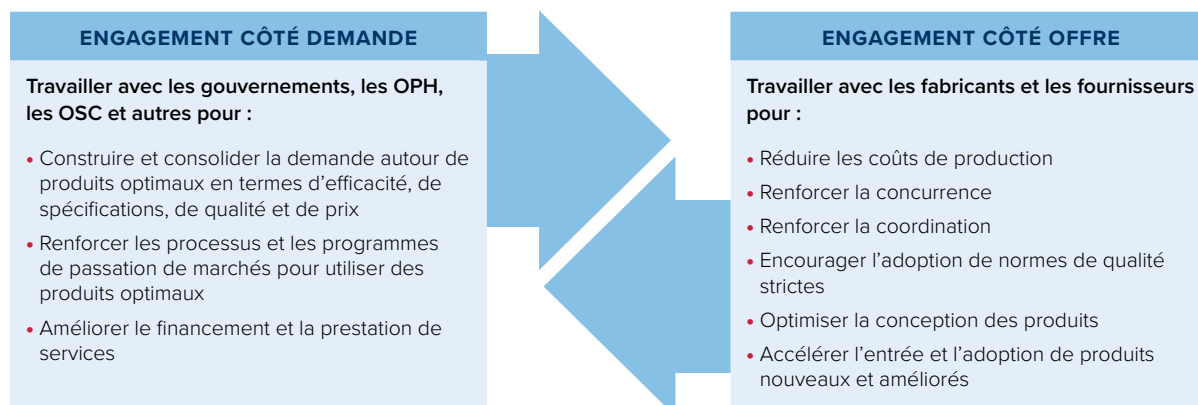 ENGAGEMENT CÔTÉ DEMANDE
Travailler avec les gouvernements, les OPH,
les OSC et autres pour :
• Construire et consolider la demande autour de
produits optimaux en termes d’efficacité, de
spécifications, de qualité et de prix
• Renforcer les processus et les programmes
de passation de marchés pour utiliser des
produits optimaux
• Améliorer le financement et la prestation de
services
ENGAGEMENT CÔTÉ OFFRE
Travailler avec les fabricants et les fournisseurs
pour :
• Réduire les coûts de production
• Renforcer la concurrence
• Renforcer la coordination
• Encourager l’adoption de normes de qualité
strictes
• Optimiser la conception des produits
• Accélérer l’entrée et l’adoption de produits
nouveaux et améliorés